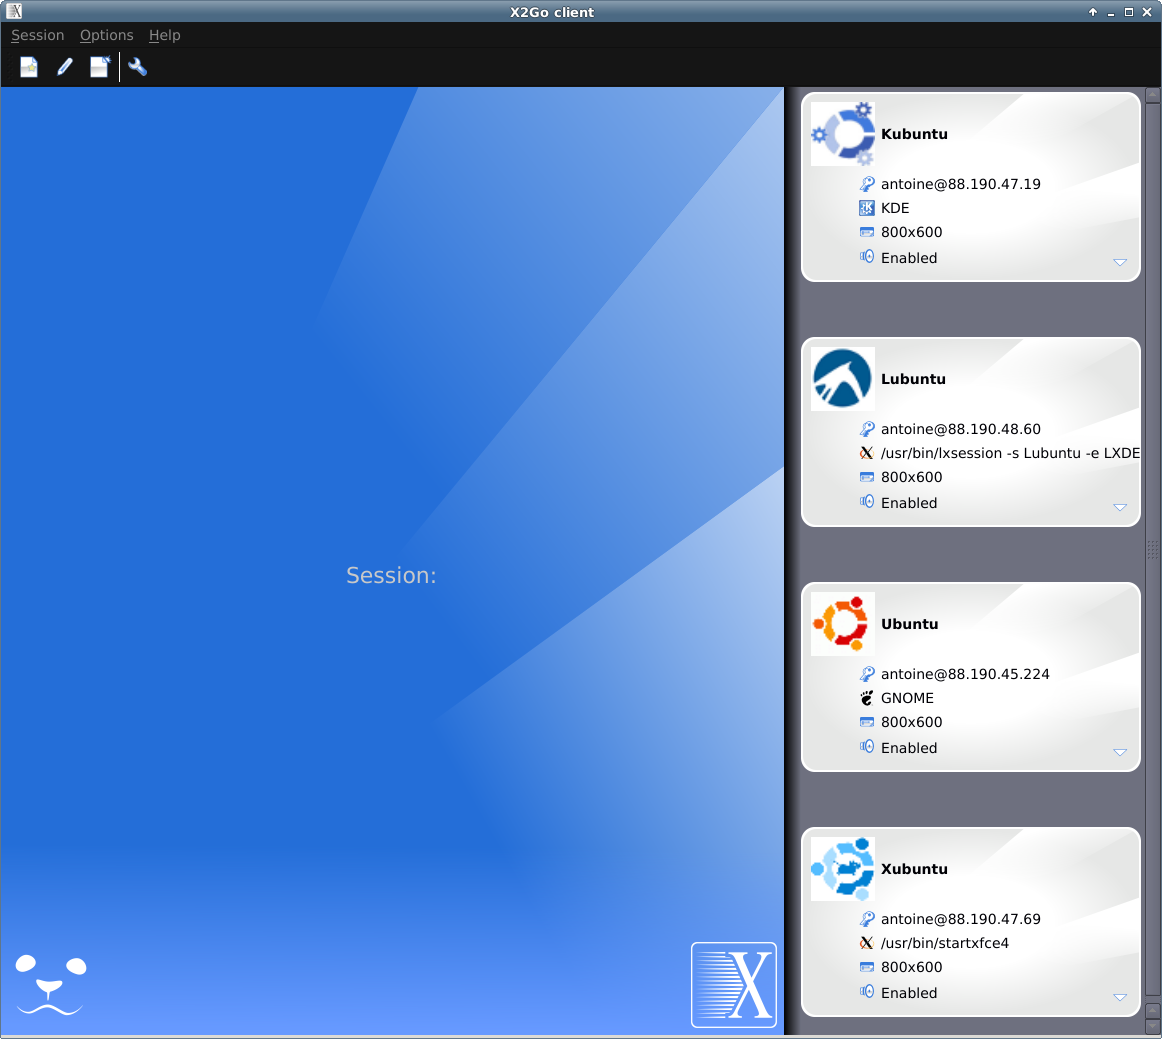 X2Go client
Session Options Help
Kubuntu
antoine@88.190.47.19
KDE
800x600
Enabled
Lubuntu
antoine@88.190.48.60
/usr/bin/lxsession -s Lubuntu -e LXDE
800x600
Enabled
Session:
Ubuntu
antoine@88.190.45.224
GNOME
800x600
Enabled
Xubuntu
antoine@88.190.47.69
/usr/bin/startxfce4
800x600
Enabled
X